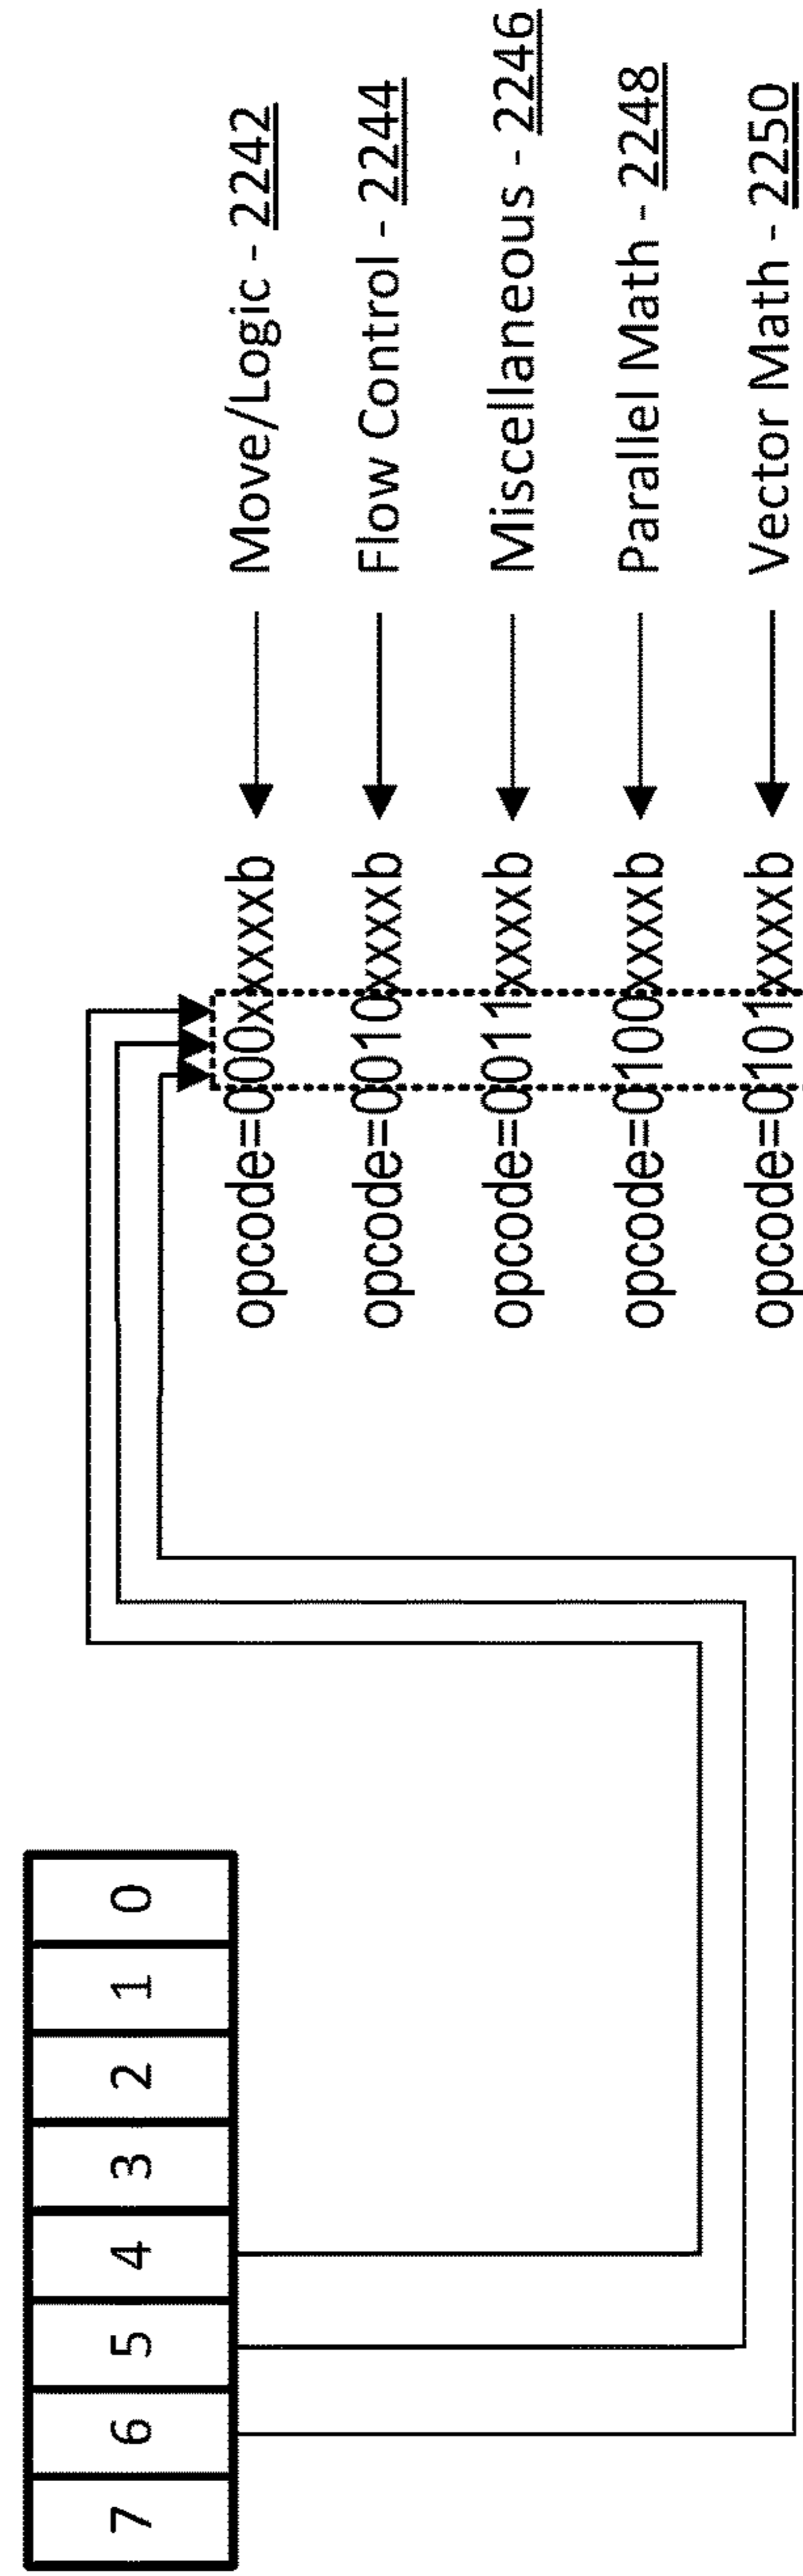 7 6 5 4 3 2 1 0
opcode=000xxxxxb Move/Logic - 2242
opcode=0010xxxxb Flow Control - 2244
opcode=0011xxxxb Miscellaneous - 2246
opcode=0100xxxxb Parallel Math - 2248
opcode=0101xxxxb Vector Math - 2250